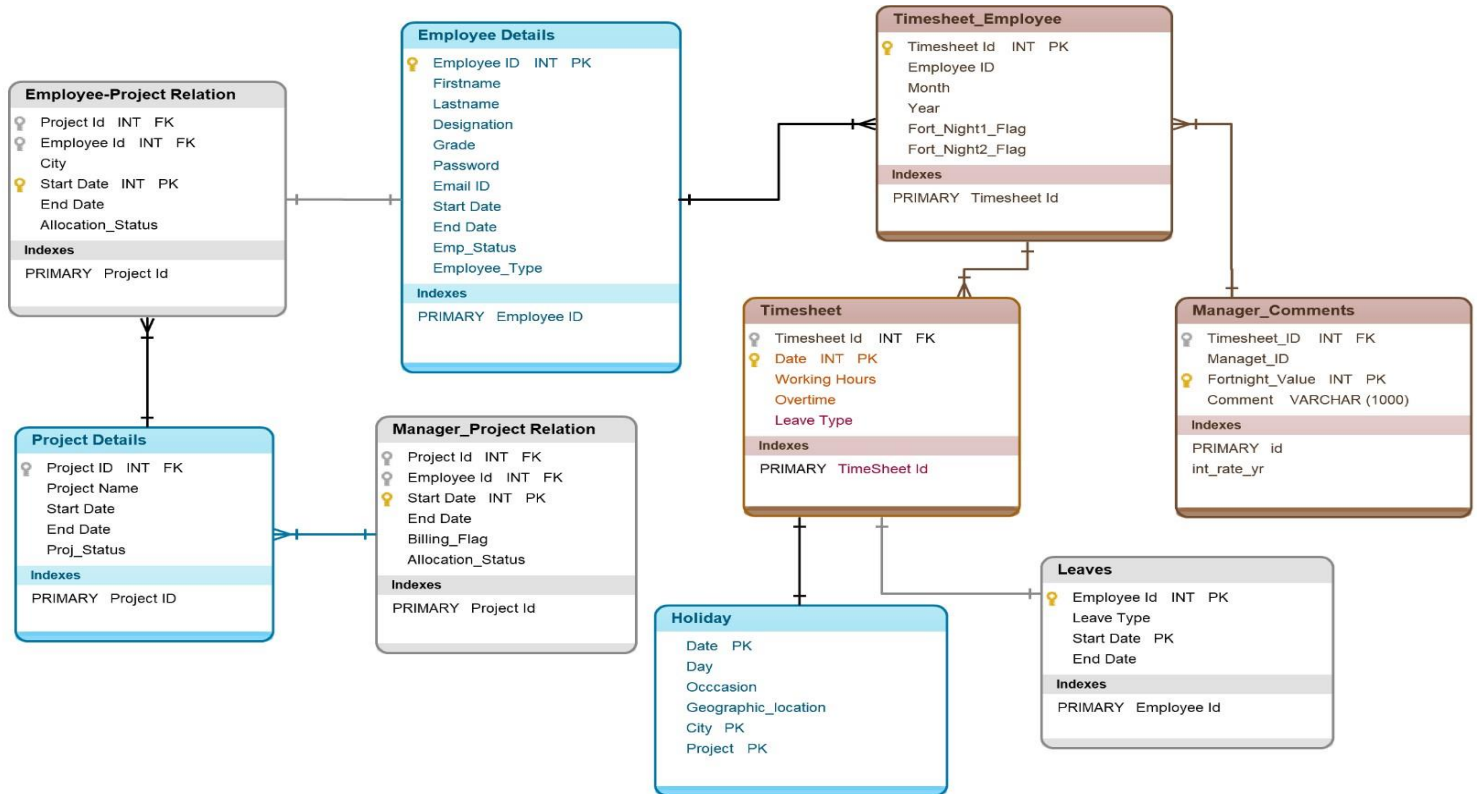 Employee-Project Relation
Project Id INT FK
Employee Id INT FK
City
Start Date INT PK
End Date
Allocation_Status
Indexes
PRIMARY Project Id
Employee Details
Employee ID INT PK
Firstname
Lastname
Designation
Grade
Password
Email ID
Start Date
End Date
Emp_Status
Employee_Type
Indexes
PRIMARY Employee ID
Timesheet_Employee
Timesheet Id INT PK
Employee ID
Month
Year
Fort_Night1_Flag
Fort_Night2_Flag
Indexes
PRIMARY Timesheet Id
Project Details
Project ID INT FK
Project Name
Start Date
End Date
Proj_Status
Indexes
PRIMARY Project ID
Manager_Project Relation
Project Id INT FK
Employee Id INT FK
Start Date INT PK
End Date
Billing_Flag
Allocation_Status
Indexes
PRIMARY Project Id
Timesheet
Timesheet Id INT FK
Date INT PK
Working Hours
Overtime
Leave Type
Indexes
PRIMARY TimeSheet Id
Manager_Comments
Timesheet_ID INT FK
Managet_ID
Fortnight_Value INT PK
Comment VARCHAR (1000)
Indexes
PRIMARY id
int_rate_yr
Holiday
Date PK
Day
Occcasion
Geographic_location
City PK
Project PK
Leaves
Employee Id INT PK
Leave Type
Start Date PK
End Date
Indexes
PRIMARY Employee Id